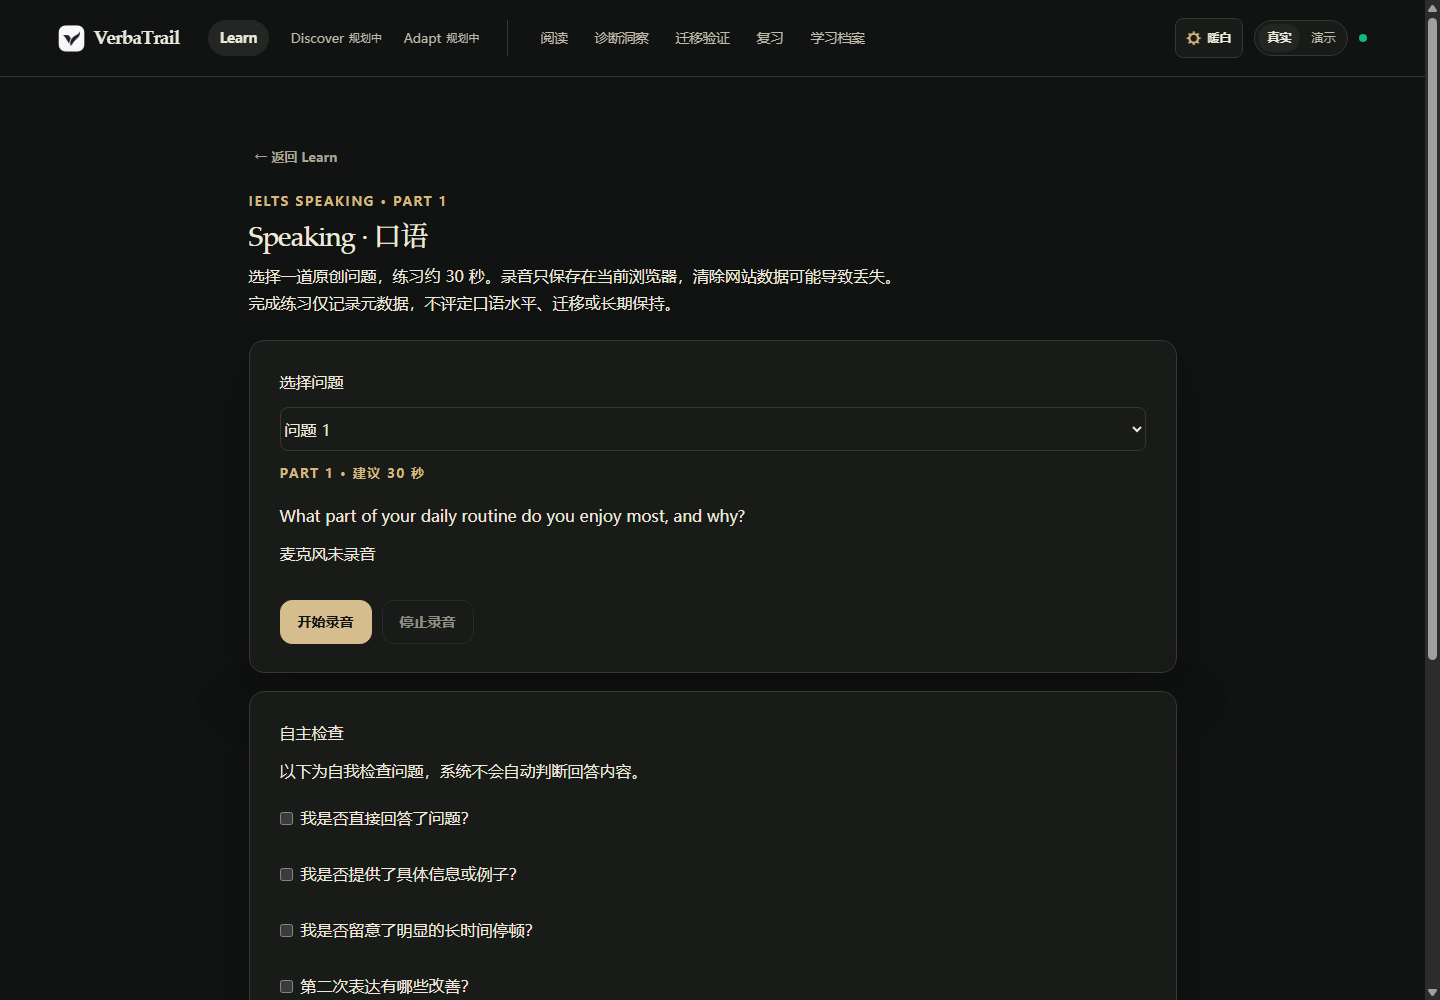 VerbaTrail
Learn
Discover 规划中
Adapt 规划中
阅读
诊断洞察
迁移验证
复习
学习档案
暖白
真实
演示
← 返回 Learn
IELTS SPEAKING • PART 1
Speaking · 口语
选择一道原创问题，练习约 30 秒。录音只保存在当前浏览器，清除网站数据可能导致丢失。
完成练习仅记录元数据，不评定口语水平、迁移或长期保持。
选择问题
问题 1
PART 1 • 建议 30 秒
What part of your daily routine do you enjoy most, and why?
麦克风未录音
开始录音
停止录音
自主检查
以下为自我检查问题，系统不会自动判断回答内容。
我是否直接回答了问题？
我是否提供了具体信息或例子？
我是否留意了明显的长时间停顿？
第二次表达有哪些改善？